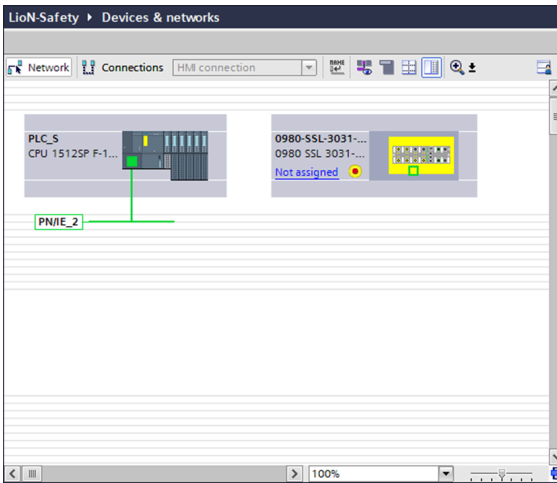 LioN-Safety ▸ Devices & networks
Network Connections HMI connection
PLC_S
CPU 1512SP F-1...
0980-SSL-3031-...
0980 SSL 3031-...
Not assigned
PN/IE_2
100%